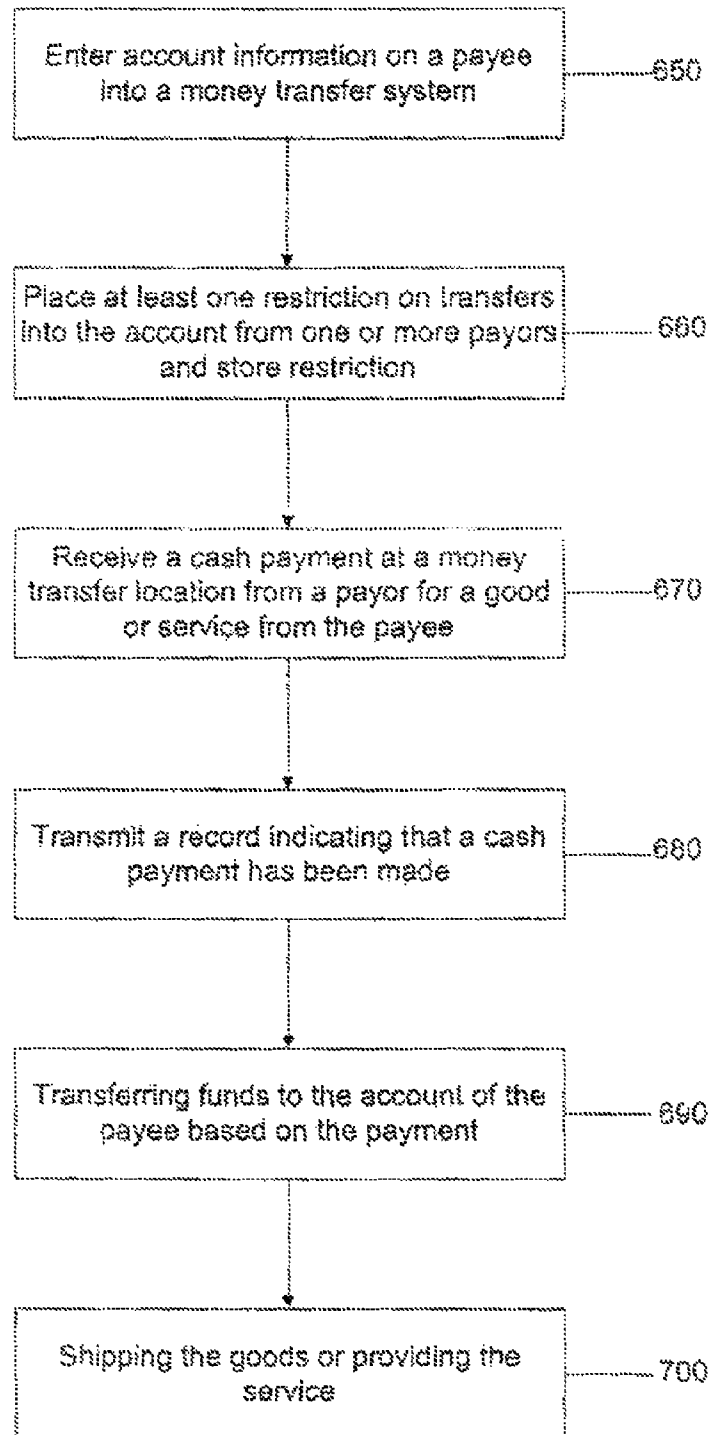 Enter account information on a payee
into a money transfer system
650
Place at least one restriction on transfers
into the account from one or more payors
and store restriction
660
Receive a cash payment at a money
transfer location from a payor for a good
or service from the payee
670
Transmit a record indicating that a cash
payment has been made
680
Transferring funds to the account of the
payee based on the payment
690
Shipping the goods or providing the
service
700